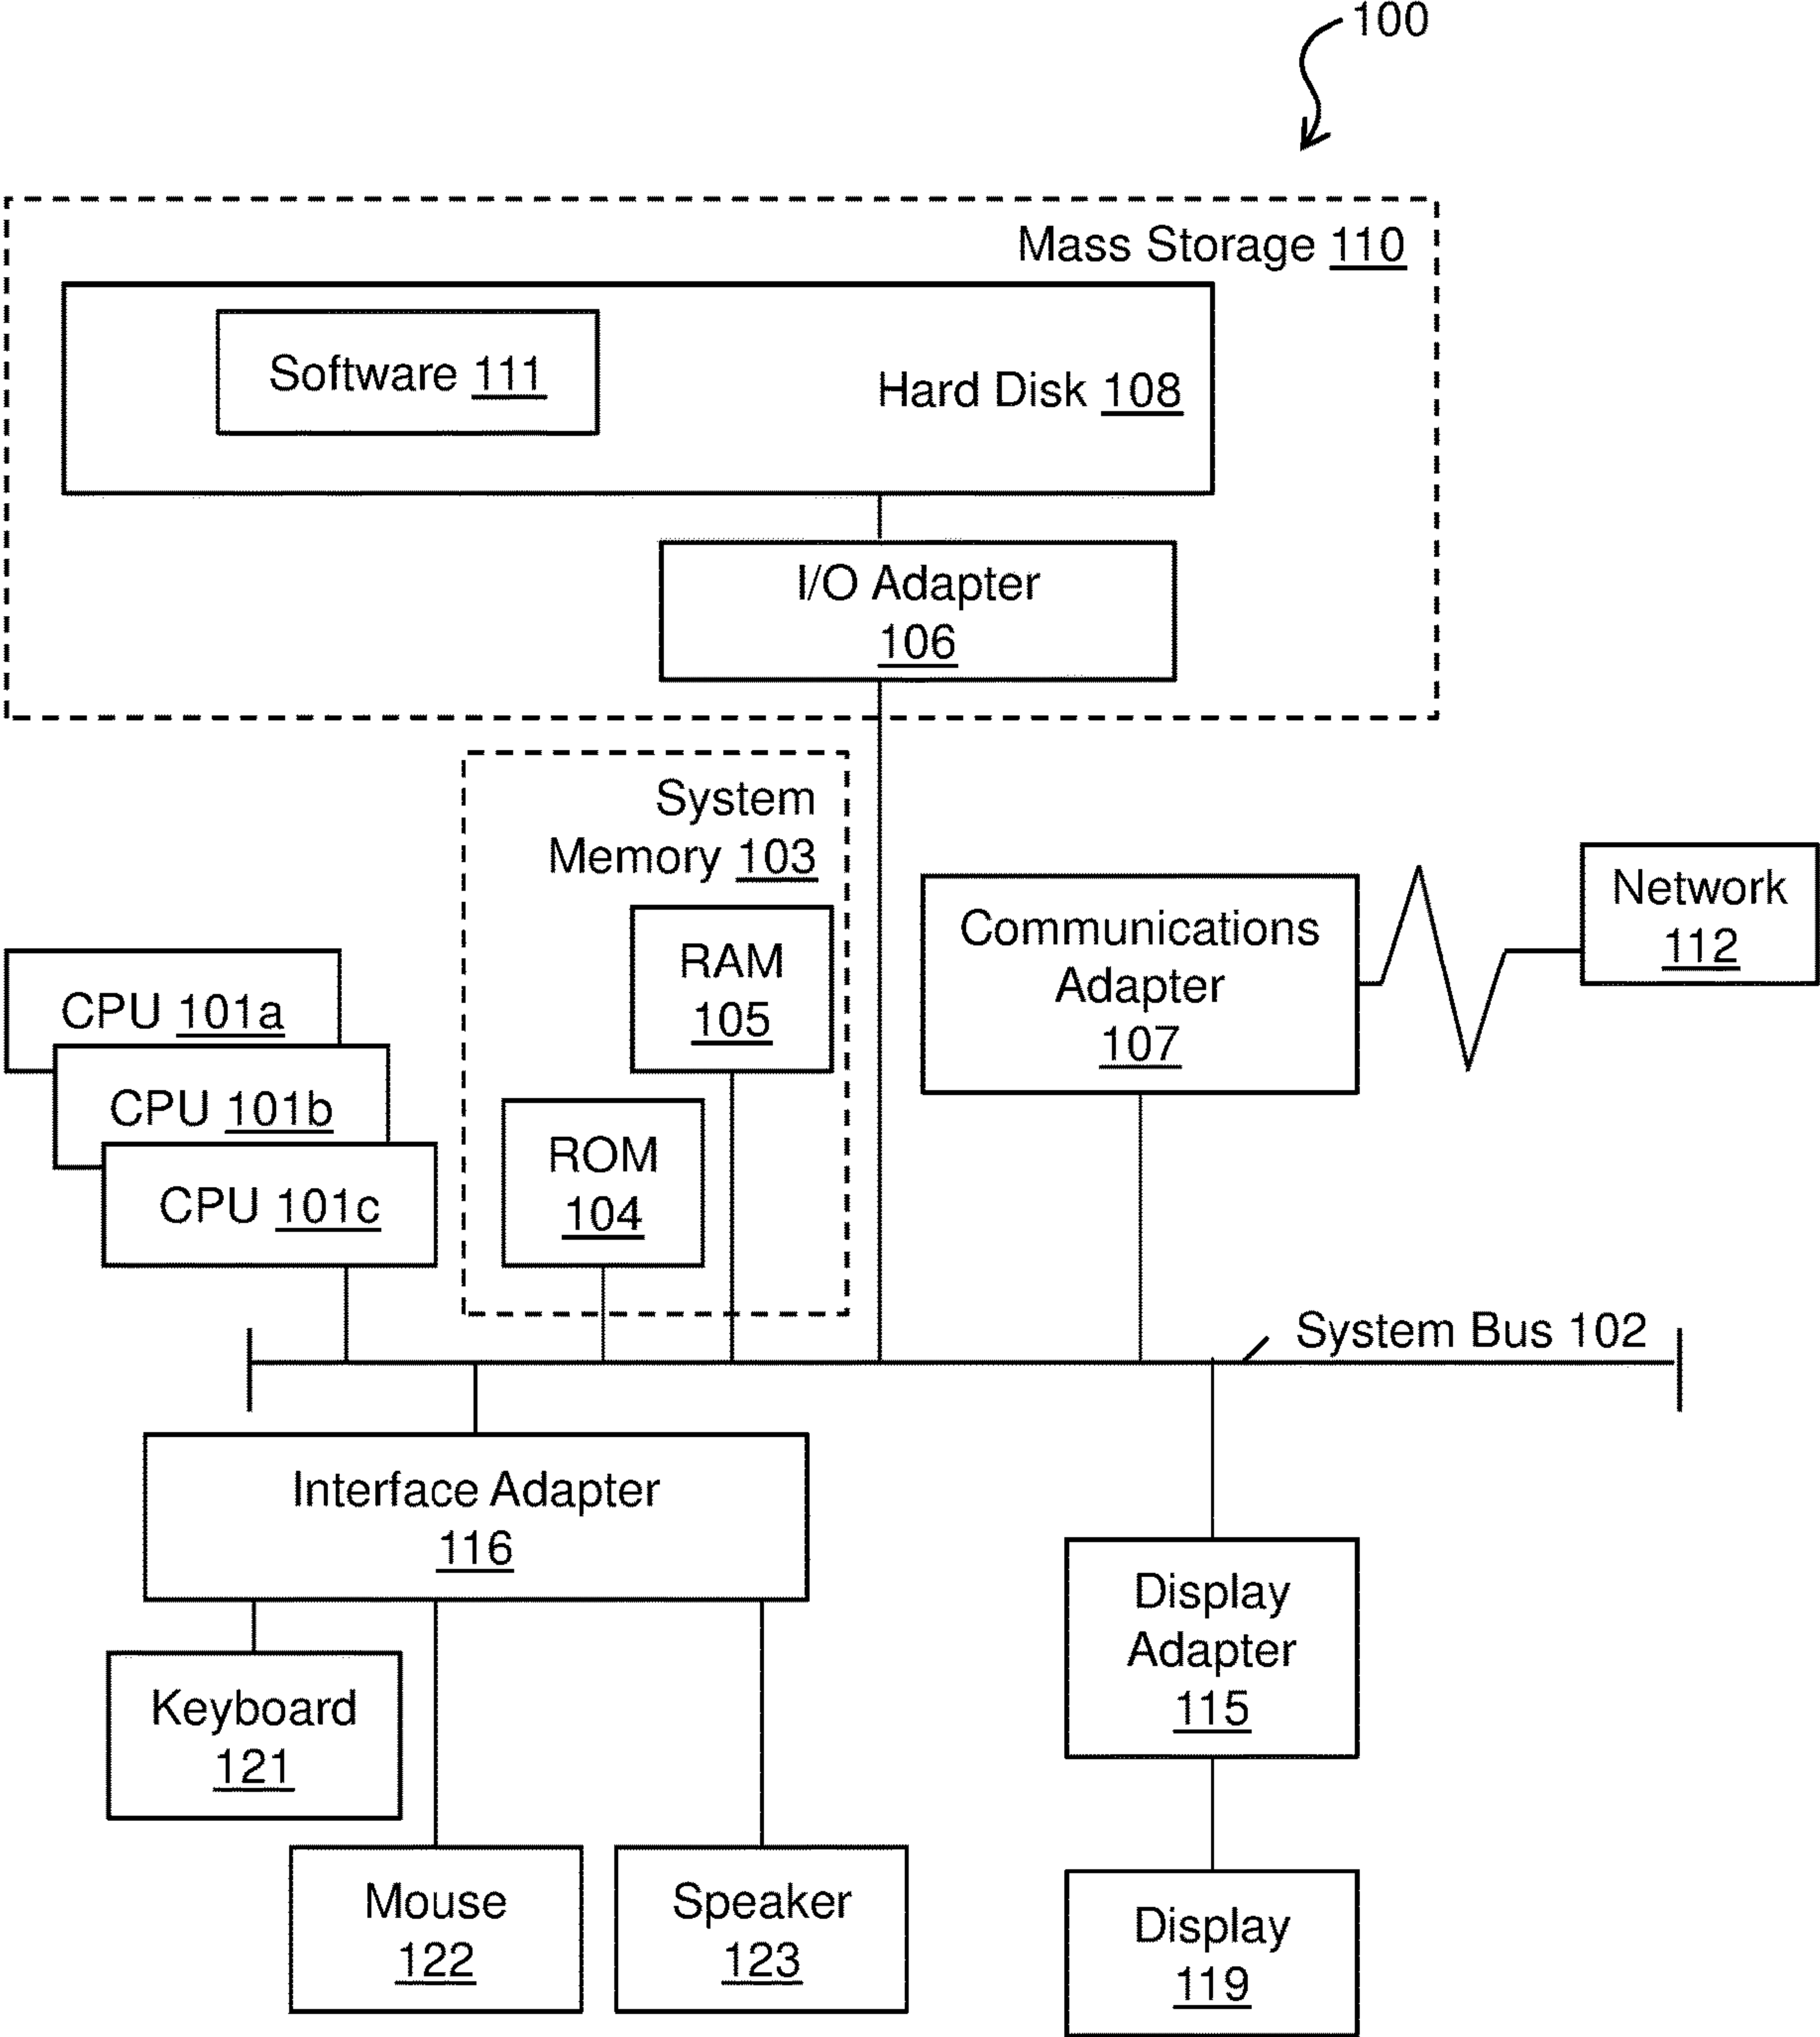 100
Mass Storage 110
Software 111
Hard Disk 108
I/O Adapter
106
System
Memory 103
RAM
105
ROM
104
Communications
Adapter
107
Network
112
CPU 101a
CPU 101b
CPU 101c
System Bus 102
Interface Adapter
116
Keyboard
121
Mouse
122
Speaker
123
Display
Adapter
115
Display
119